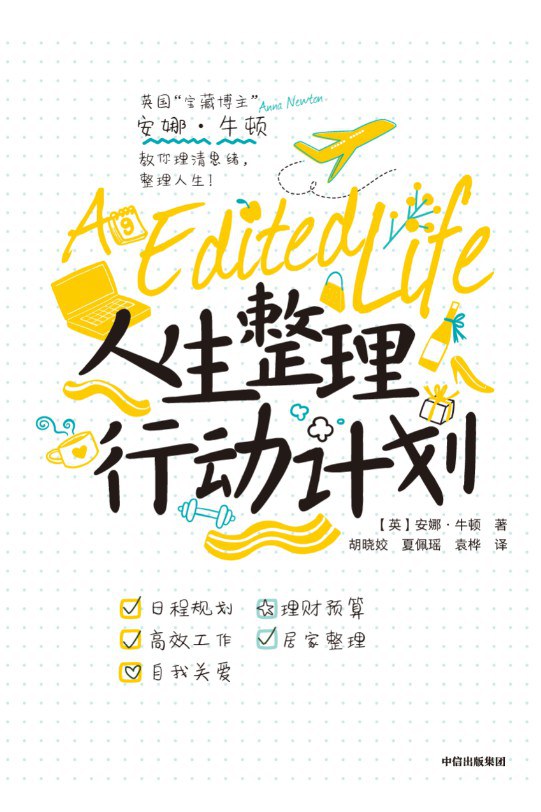 英国“宝藏博主”
Anna Newton
安娜·牛顿
教你理清思绪，
整理人生！
A
9
Edited Life
人生整理
行动计划
【英】安娜·牛顿 著
胡晓姣 夏佩瑶 袁桦 译
日程规划 理财预算
高效工作 居家整理
自我关爱
中信出版集团